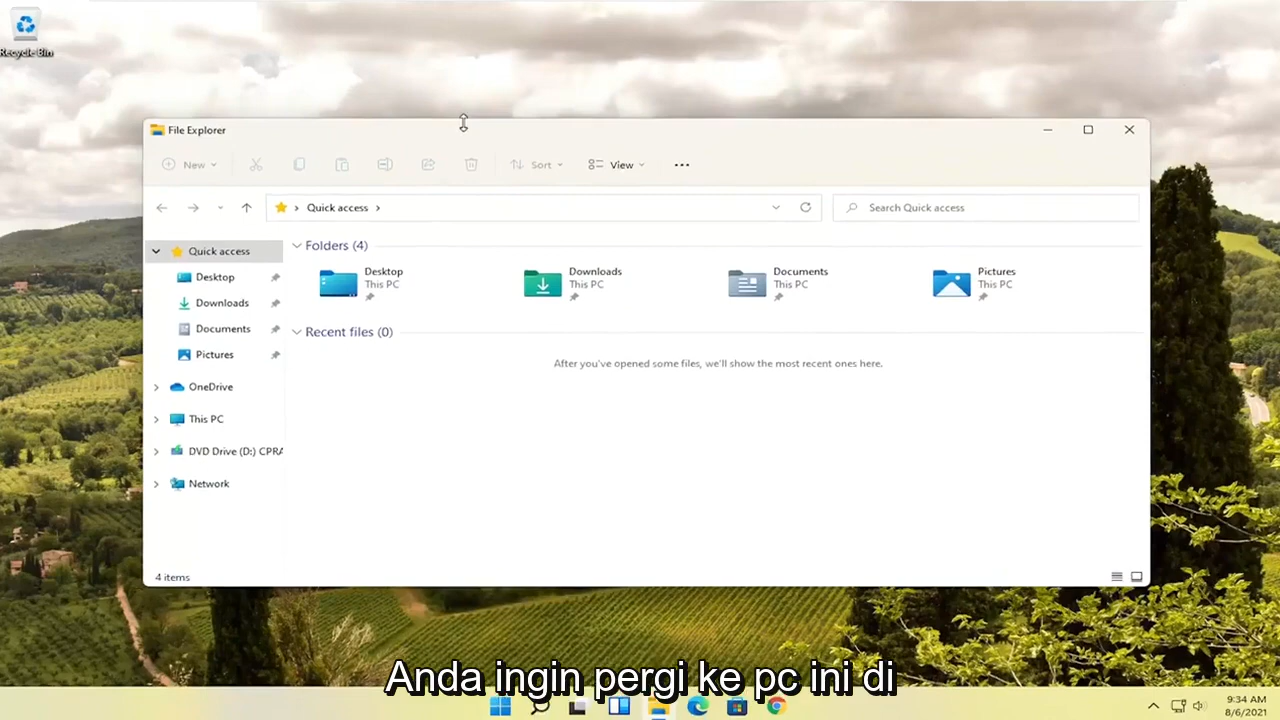 Recycle Bin
File Explorer
New
Sort
View
Quick access
Search Quick access
Quick access
Desktop
Downloads
Documents
Pictures
OneDrive
This PC
DVD Drive (D:) CPRA
Network
Folders (4)
Desktop
This PC
Downloads
This PC
Documents
This PC
Pictures
This PC
Recent files (0)
After you've opened some files, we'll show the most recent ones here.
4 items
Anda ingin pergi ke pc ini di
9:34 AM
8/6/2021